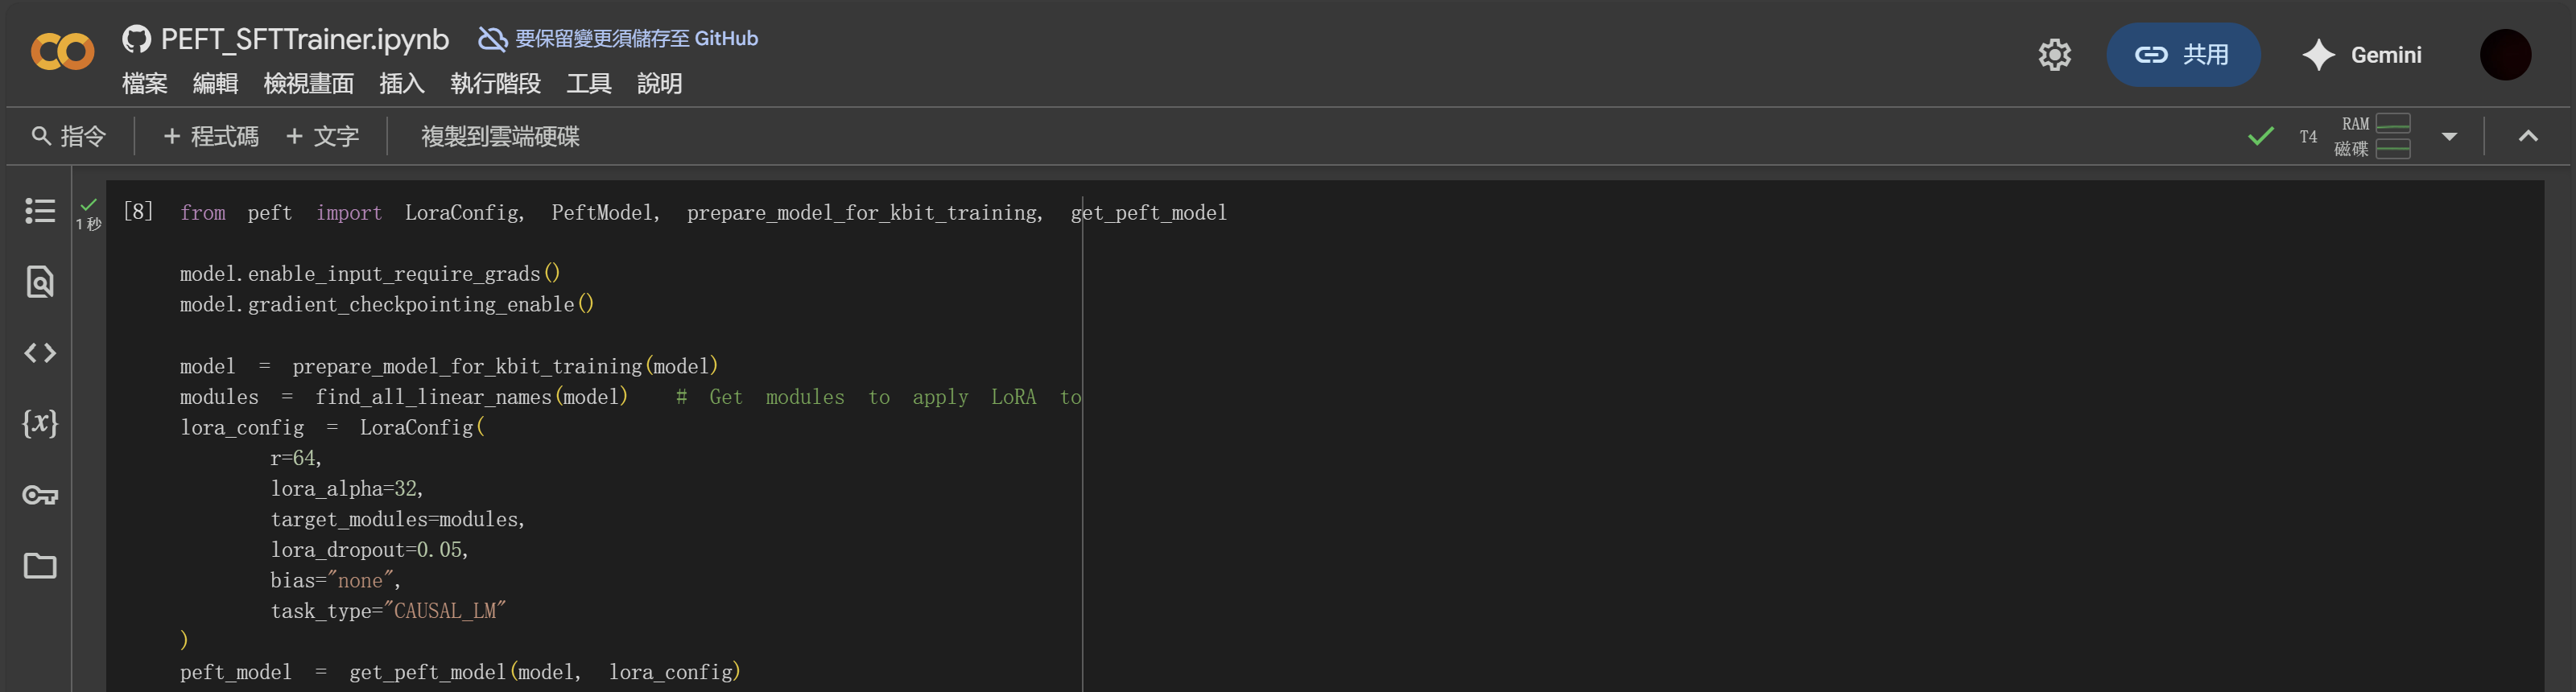 PEFT_SFTTrainer.ipynb 要保留變更須儲存至 GitHub
檔案 編輯 檢視畫面 插入 執行階段 工具 說明
共用 Gemini
指令 + 程式碼 + 文字 複製到雲端硬碟
T4 RAM
磁碟
1 秒
[8] from peft import LoraConfig, PeftModel, prepare_model_for_kbit_training, get_peft_model
model.enable_input_require_grads()
model.gradient_checkpointing_enable()
model = prepare_model_for_kbit_training(model)
modules = find_all_linear_names(model) # Get modules to apply LoRA to
lora_config = LoraConfig(
r=64,
lora_alpha=32,
target_modules=modules,
lora_dropout=0.05,
bias="none",
task_type="CAUSAL_LM"
)
peft_model = get_peft_model(model, lora_config)